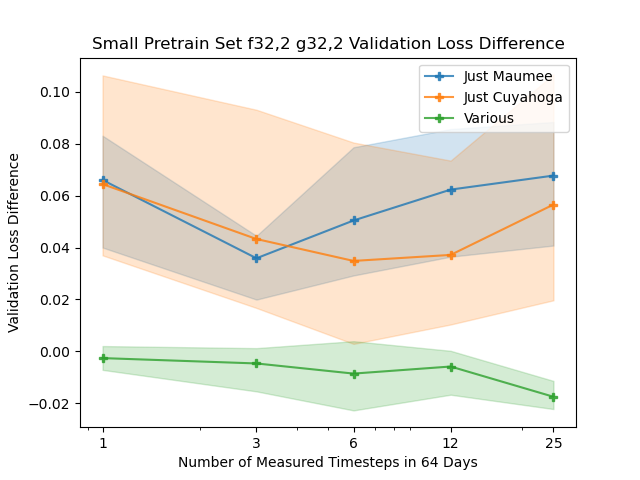 Small Pretrain Set f32,2 g32,2 Validation Loss Difference
Just Maumee
Just Cuyahoga
Various
Validation Loss Difference
0.10
0.08
0.06
0.04
0.02
0.00
−0.02
1
3
6
12
25
Number of Measured Timesteps in 64 Days